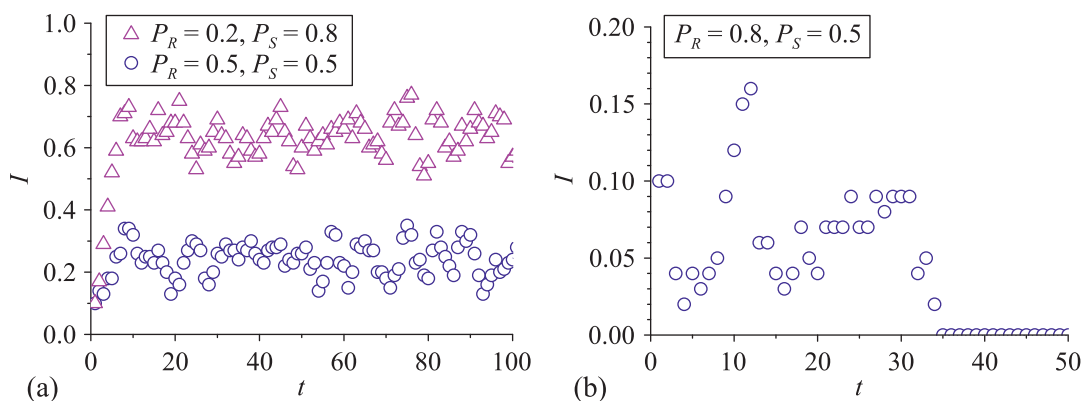 1.0
0.8
0.6
0.4
0.2
0.0
I
P_R = 0.2, P_S = 0.8
P_R = 0.5, P_S = 0.5
0 20 40 60 80 100
t
(a)
0.20
0.15
0.10
0.05
0.00
I
P_R = 0.8, P_S = 0.5
0 10 20 30 40 50
t
(b)